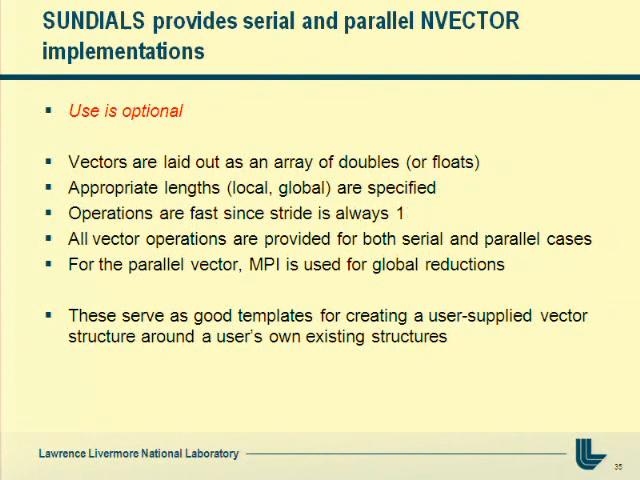 SUNDIALS provides serial and parallel NVECTOR
implementations
▪ Use is optional
▪ Vectors are laid out as an array of doubles (or floats)
▪ Appropriate lengths (local, global) are specified
▪ Operations are fast since stride is always 1
▪ All vector operations are provided for both serial and parallel cases
▪ For the parallel vector, MPI is used for global reductions
▪ These serve as good templates for creating a user-supplied vector
structure around a user's own existing structures
Lawrence Livermore National Laboratory
35